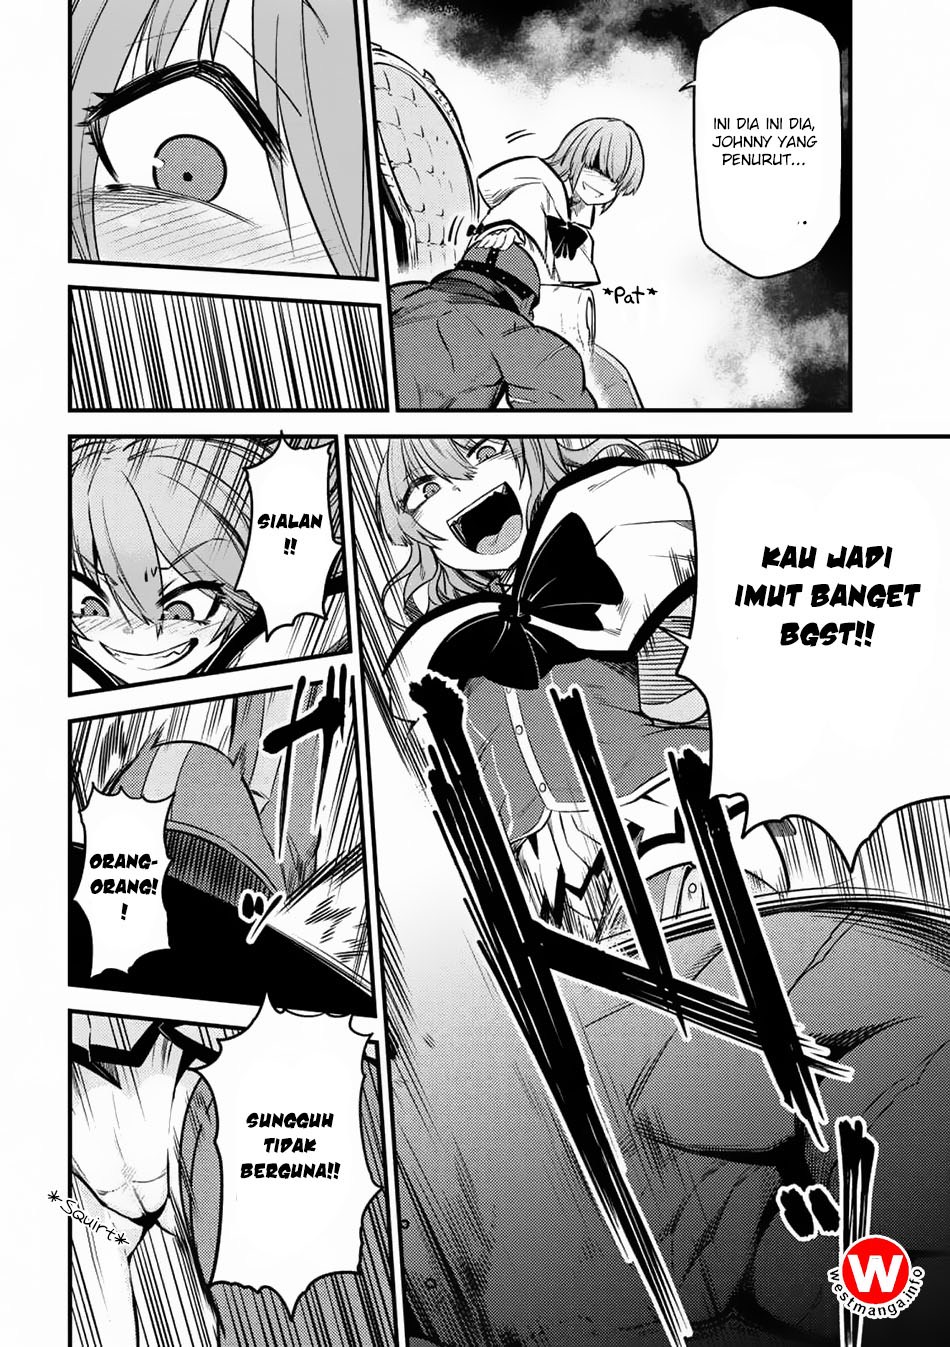 INI DIA INI DIA,
JOHNNY YANG
PENURUT...
*Pat*
KAU JADI
IMUT BANGET
BGST!!
SIALAN
!!
ORANG-
ORANG!
!
SUNGGUH
TIDAK
BERGUNA!!
*Squirt*
W
westmanga.info